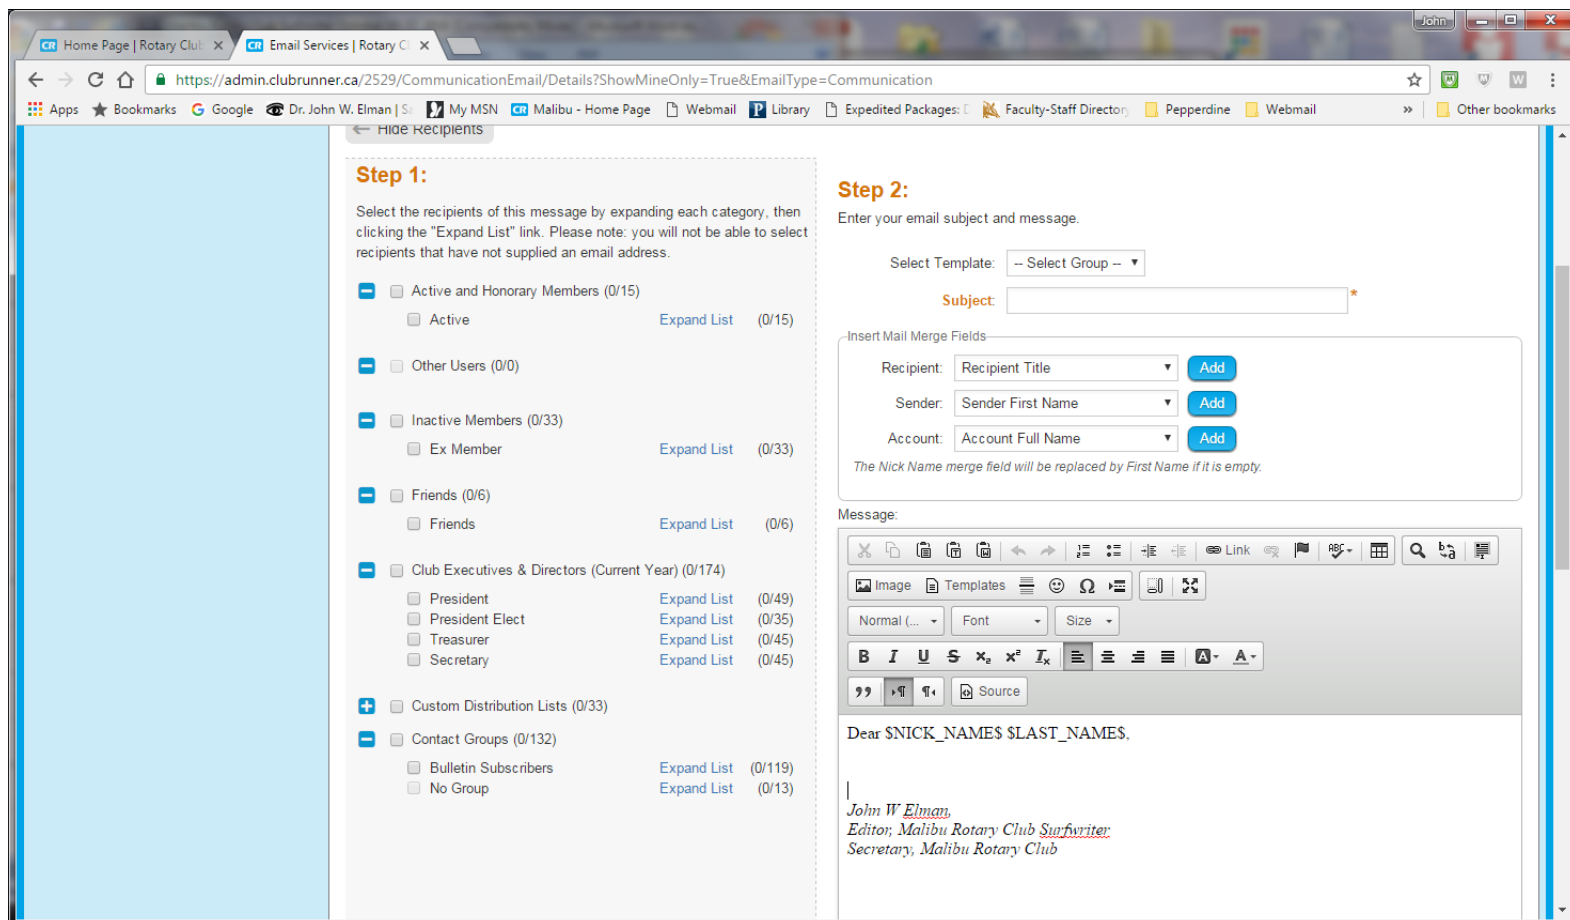 John
Home Page | Rotary Club
Email Services | Rotary Cl
https://admin.clubrunner.ca/2529/CommunicationEmail/Details?ShowMineOnly=True&EmailType=Communication
Apps Bookmarks Google Dr. John W. Elman | Sa My MSN Malibu - Home Page Webmail Library Expedited Packages: D Faculty-Staff Directory Pepperdine Webmail » Other bookmarks
← Hide Recipients
Step 1:
Select the recipients of this message by expanding each category, then
clicking the "Expand List" link. Please note: you will not be able to select
recipients that have not supplied an email address.
Active and Honorary Members (0/15)
Active Expand List (0/15)
Other Users (0/0)
Inactive Members (0/33)
Ex Member Expand List (0/33)
Friends (0/6)
Friends Expand List (0/6)
Club Executives & Directors (Current Year) (0/174)
President Expand List (0/49)
President Elect Expand List (0/35)
Treasurer Expand List (0/45)
Secretary Expand List (0/45)
Custom Distribution Lists (0/33)
Contact Groups (0/132)
Bulletin Subscribers Expand List (0/119)
No Group Expand List (0/13)
Step 2:
Enter your email subject and message.
Select Template: -- Select Group --
Subject: *
Insert Mail Merge Fields
Recipient: Recipient Title Add
Sender: Sender First Name Add
Account: Account Full Name Add
The Nick Name merge field will be replaced by First Name if it is empty.
Message:
Link
Image Templates
Normal (... Font Size
B I U S x₂ x² Tx A A
Source
Dear $NICK_NAME$ $LAST_NAME$,
John W Elman,
Editor, Malibu Rotary Club Surfwriter
Secretary, Malibu Rotary Club